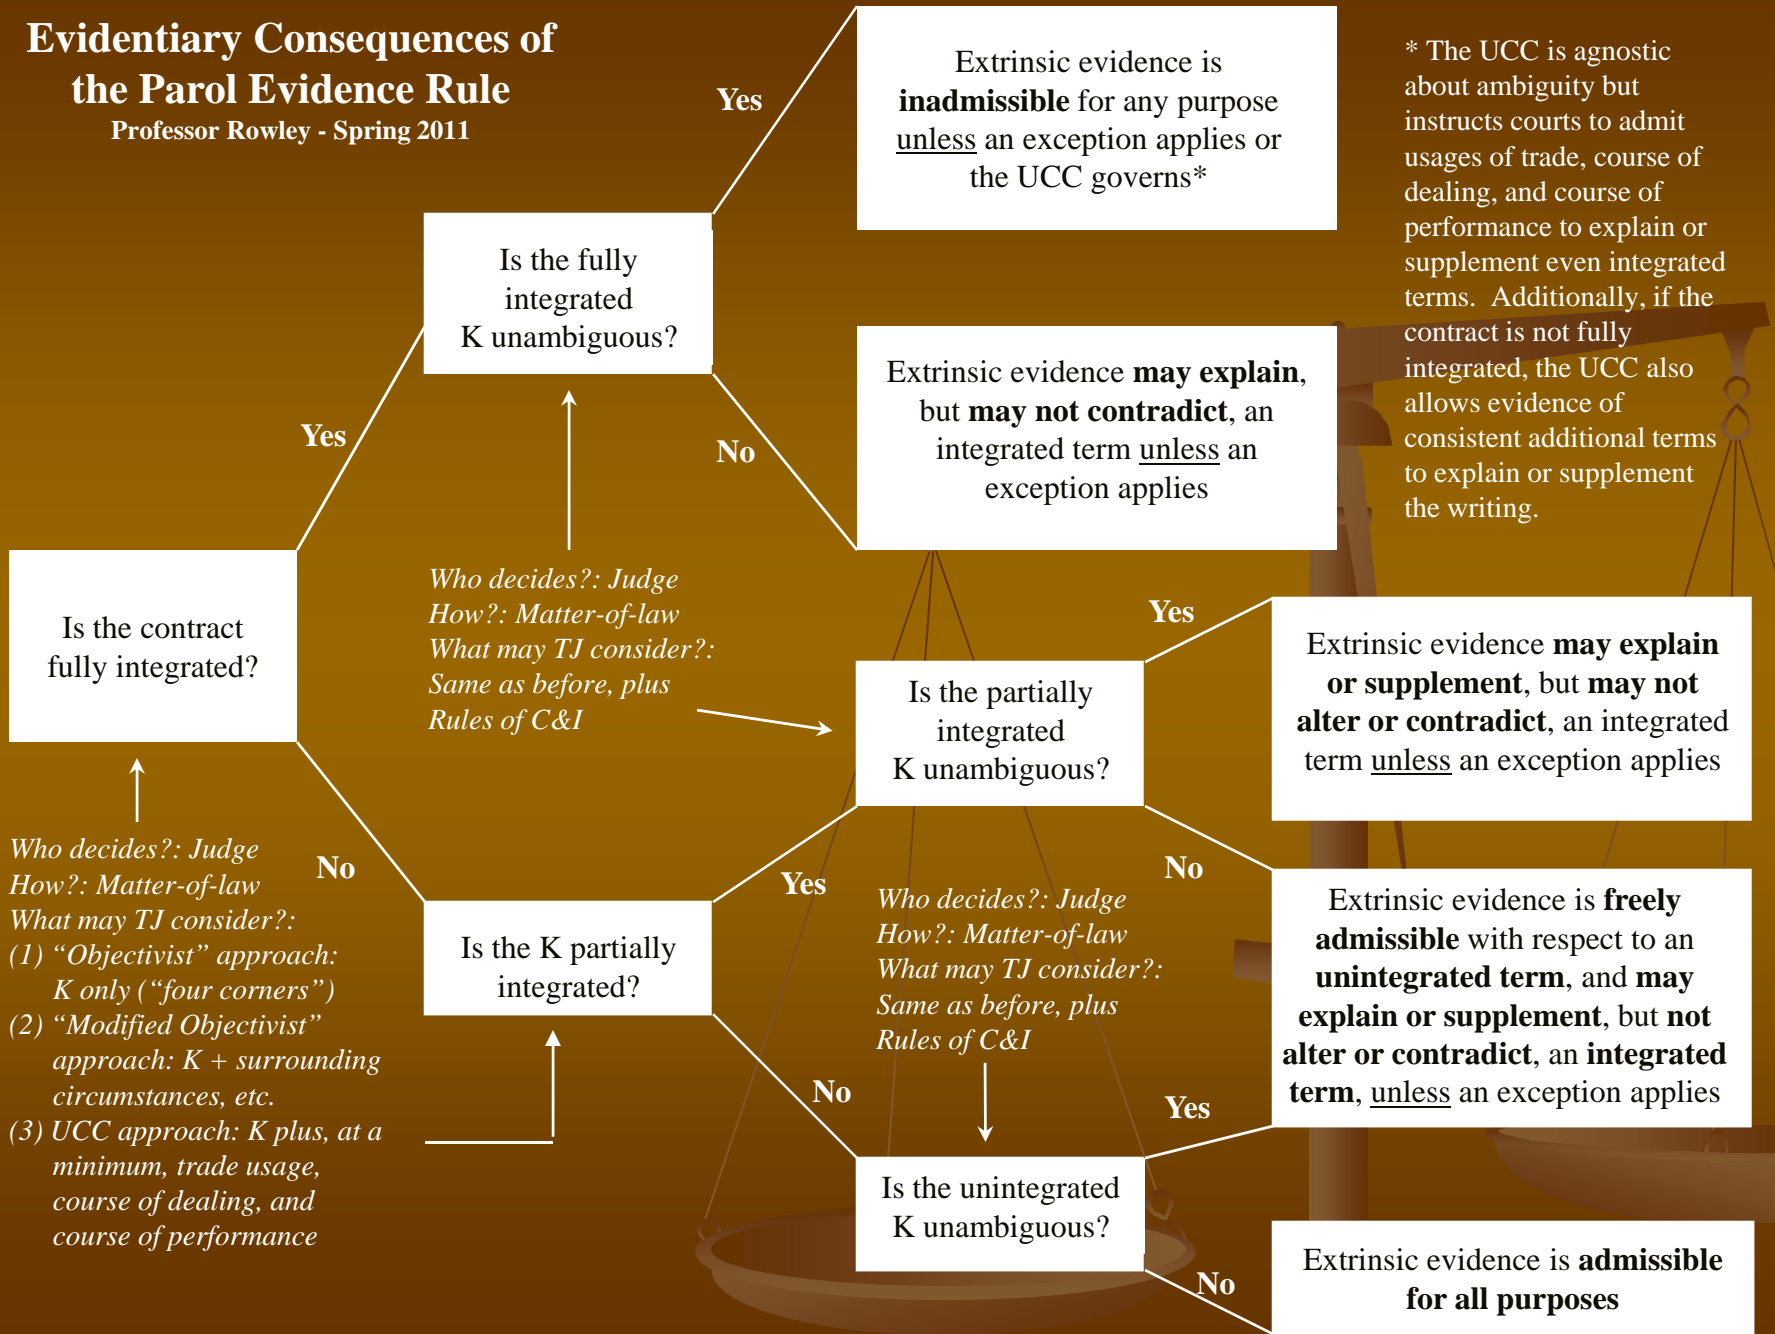 Evidentiary Consequences of
the Parol Evidence Rule
Professor Rowley - Spring 2011
Yes
Extrinsic evidence is
inadmissible for any purpose
unless an exception applies or
the UCC governs*
* The UCC is agnostic
about ambiguity but
instructs courts to admit
usages of trade, course of
dealing, and course of
performance to explain or
supplement even integrated
terms. Additionally, if the
contract is not fully
integrated, the UCC also
allows evidence of
consistent additional terms
to explain or supplement
the writing.
Is the fully
integrated
K unambiguous?
Yes
No
Extrinsic evidence may explain,
but may not contradict, an
integrated term unless an
exception applies
Is the contract
fully integrated?
Who decides?: Judge
How?: Matter-of-law
What may TJ consider?:
Same as before, plus
Rules of C&I
Yes
Is the partially
integrated
K unambiguous?
Extrinsic evidence may explain
or supplement, but may not
alter or contradict, an integrated
term unless an exception applies
Who decides?: Judge
How?: Matter-of-law
What may TJ consider?:
(1) “Objectivist” approach:
K only (“four corners”)
(2) “Modified Objectivist”
approach: K + surrounding
circumstances, etc.
(3) UCC approach: K plus, at a
minimum, trade usage,
course of dealing, and
course of performance
No
Is the K partially
integrated?
Yes
No
Who decides?: Judge
How?: Matter-of-law
What may TJ consider?:
Same as before, plus
Rules of C&I
No
Extrinsic evidence is freely
admissible with respect to an
unintegrated term, and may
explain or supplement, but not
alter or contradict, an integrated
term, unless an exception applies
Yes
Is the unintegrated
K unambiguous?
No
Extrinsic evidence is admissible
for all purposes